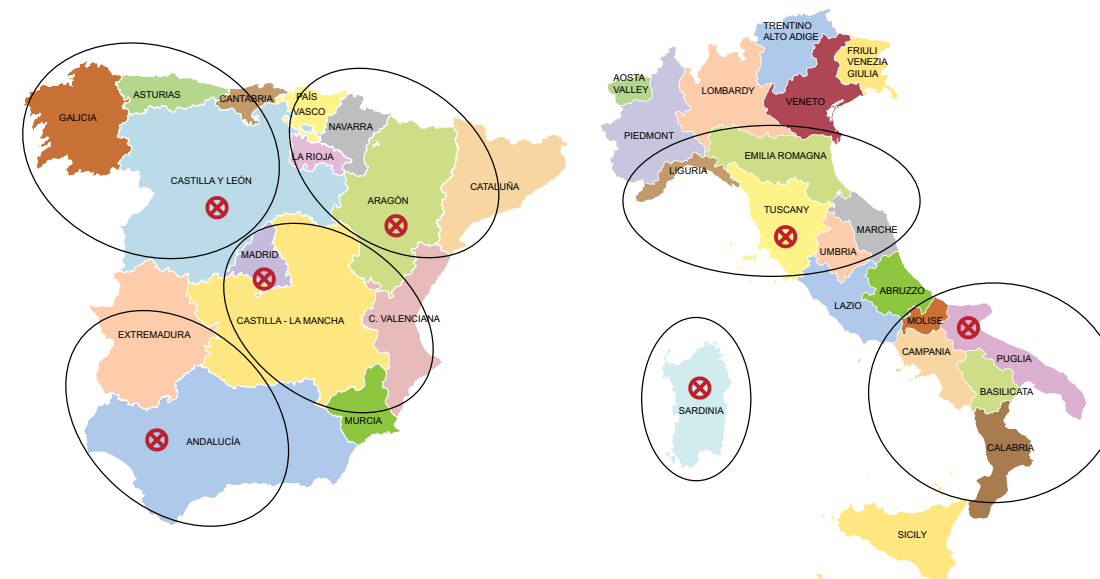 GALICIA
ASTURIAS
CANTABRIA
PAÍS
VASCO
NAVARRA
LA RIOJA
CASTILLA Y LEÓN
ARAGÓN
CATALUÑA
MADRID
CASTILLA - LA MANCHA
C. VALENCIANA
EXTREMADURA
MURCIA
ANDALUCÍA
TRENTINO
ALTO ADIGE
FRIULI
VENEZIA
GIULIA
AOSTA
VALLEY
LOMBARDY
VENETO
PIEDMONT
EMILIA ROMAGNA
LIGURIA
TUSCANY
MARCHE
UMBRIA
ABRUZZO
LAZIO
MOLISE
CAMPANIA
PUGLIA
BASILICATA
SARDINIA
CALABRIA
SICILY